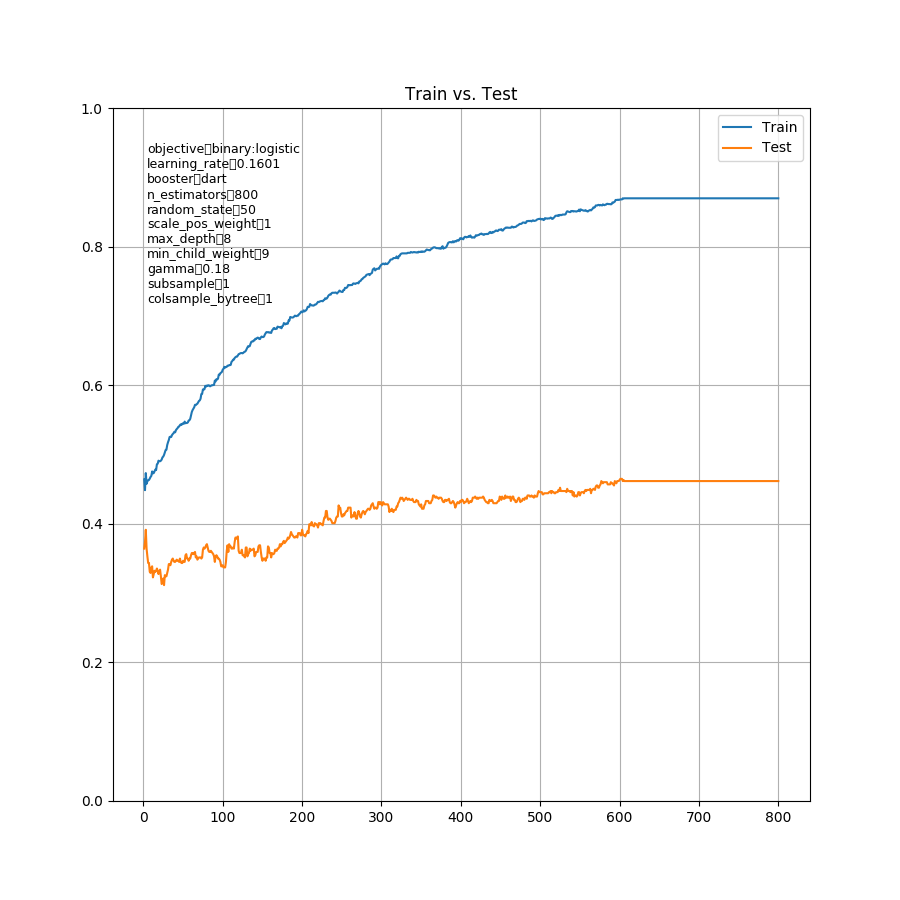 Train vs. Test
1.0
0.8
0.6
0.4
0.2
0.0
objective▯binary:logistic
learning_rate▯0.1601
booster▯dart
n_estimators▯800
random_state▯50
scale_pos_weight▯1
max_depth▯8
min_child_weight▯9
gamma▯0.18
subsample▯1
colsample_bytree▯1
Train
Test
0 100 200 300 400 500 600 700 800